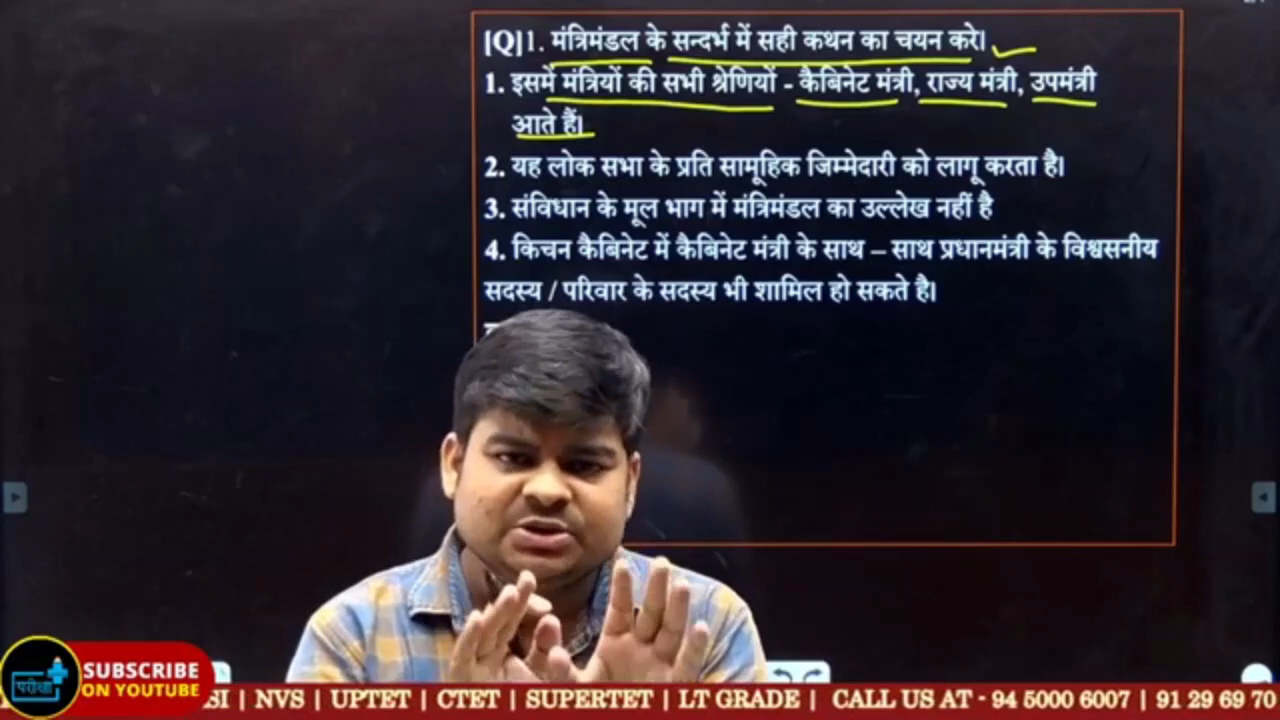 [Q]1. मंत्रिमंडल के सन्दर्भ में सही कथन का चयन करे।
1. इसमें मंत्रियों की सभी श्रेणियों - कैबिनेट मंत्री, राज्य मंत्री, उपमंत्री
आते हैं।
2. यह लोक सभा के प्रति सामूहिक जिम्मेदारी को लागू करता है।
3. संविधान के मूल भाग में मंत्रिमंडल का उल्लेख नहीं है
4. किचन कैबिनेट में कैबिनेट मंत्री के साथ – साथ प्रधानमंत्री के विश्वसनीय
सदस्य / परिवार के सदस्य भी शामिल हो सकते है।
परीक्षा
SUBSCRIBE
ON YOUTUBE
SI | NVS | UPTET | CTET | SUPERTET | LT GRADE | CALL US AT - 94 5000 6007 | 91 29 69 70